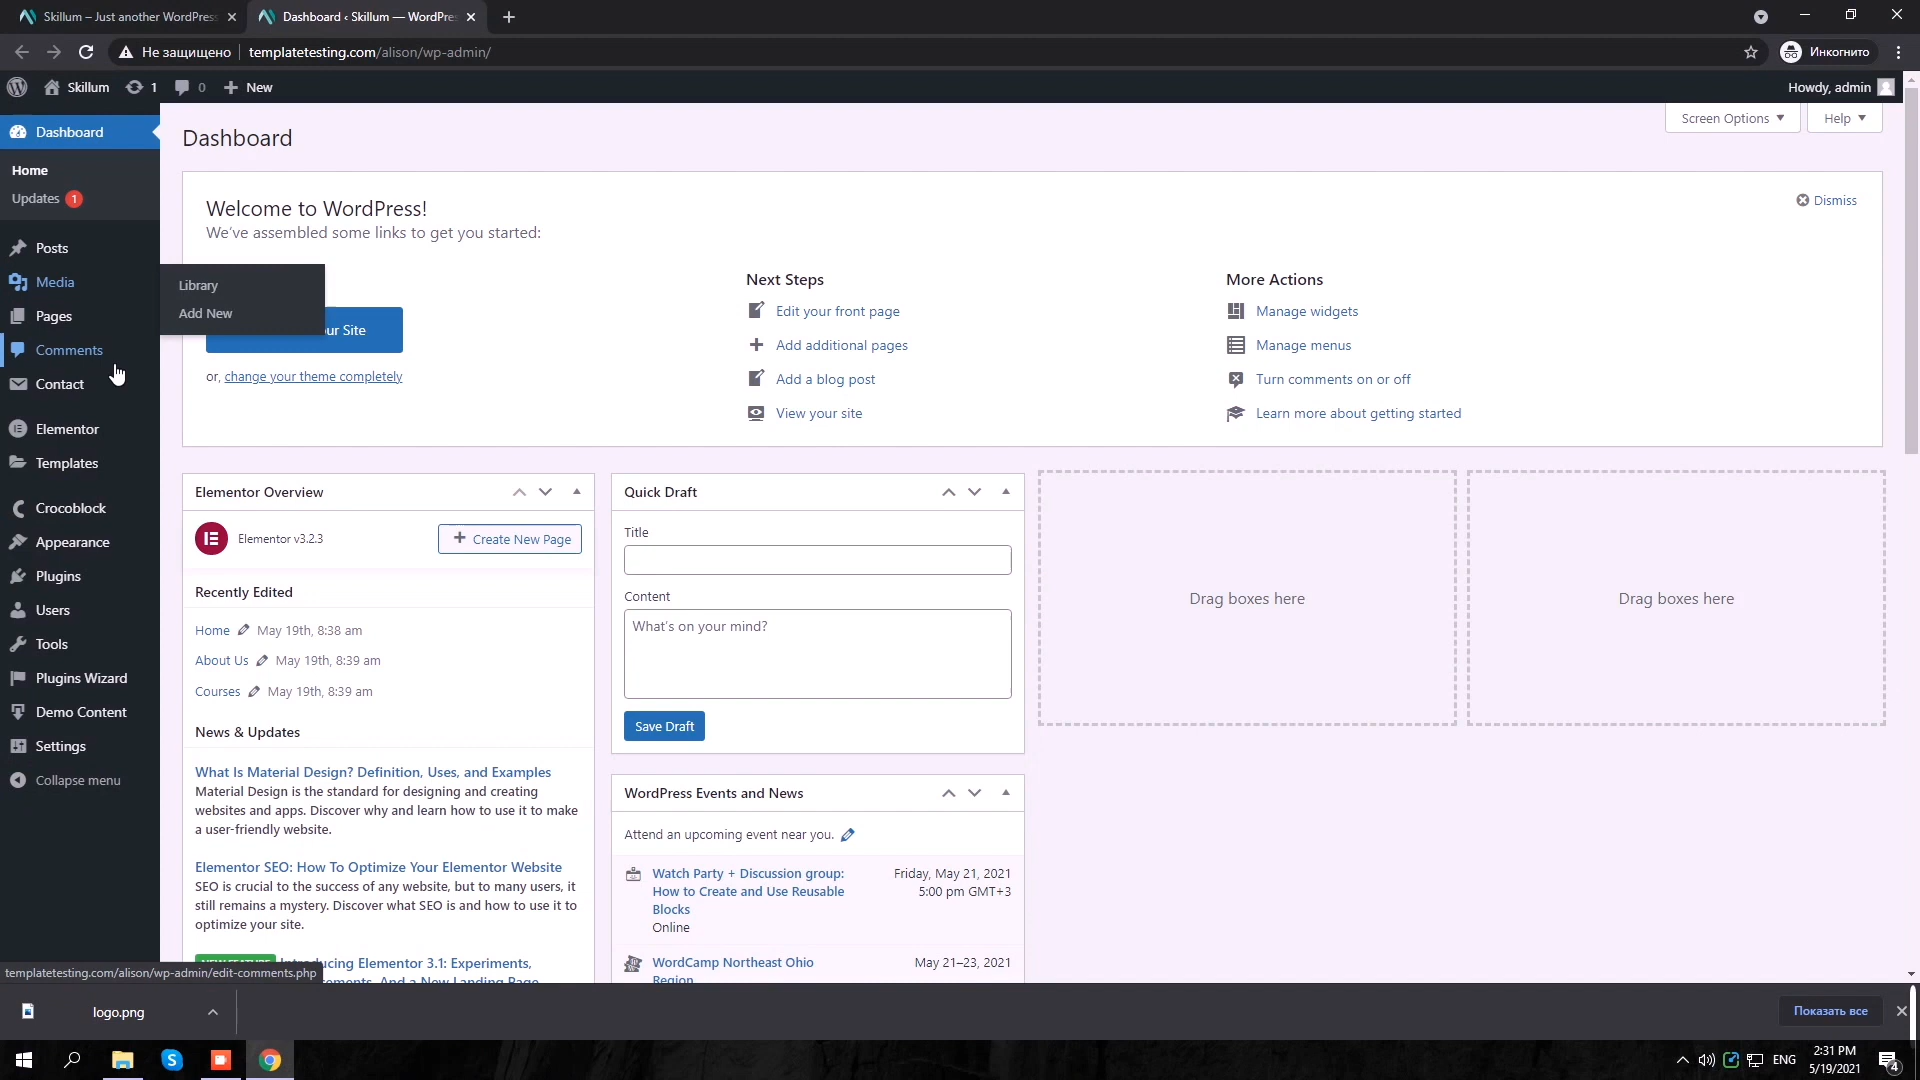 Skillum – Just another WordPress
Dashboard ‹ Skillum — WordPre
Не защищено
templatetesting.com/alison/wp-admin/
Инкогнито
Skillum
1
0
New
Howdy, admin
Dashboard
Home
Updates 1
Posts
Media
Library
Add New
Pages
Comments
Contact
Elementor
Templates
Crocoblock
Appearance
Plugins
Users
Tools
Plugins Wizard
Demo Content
Settings
Collapse menu
Dashboard
Screen Options
Help
Welcome to WordPress!
We've assembled some links to get you started:
Dismiss
ur Site
or, change your theme completely
Next Steps
Edit your front page
Add additional pages
Add a blog post
View your site
More Actions
Manage widgets
Manage menus
Turn comments on or off
Learn more about getting started
Elementor Overview
Elementor v3.2.3
Create New Page
Recently Edited
Home May 19th, 8:38 am
About Us May 19th, 8:39 am
Courses May 19th, 8:39 am
News & Updates
What Is Material Design? Definition, Uses, and Examples
Material Design is the standard for designing and creating
websites and apps. Discover why and learn how to use it to make
a user-friendly website.
Elementor SEO: How To Optimize Your Elementor Website
SEO is crucial to the success of any website, but to many users, it
still remains a mystery. Discover what SEO is and how to use it to
optimize your site.
Introducing Elementor 3.1: Experiments,
And a New Landing Page
Quick Draft
Title
Content
What's on your mind?
Save Draft
WordPress Events and News
Attend an upcoming event near you.
Watch Party + Discussion group:
How to Create and Use Reusable
Blocks
Online
Friday, May 21, 2021
5:00 pm GMT+3
WordCamp Northeast Ohio
Region
May 21–23, 2021
Drag boxes here
Drag boxes here
templatetesting.com/alison/wp-admin/edit-comments.php
logo.png
Показать все
ENG
2:31 PM
5/19/2021
4